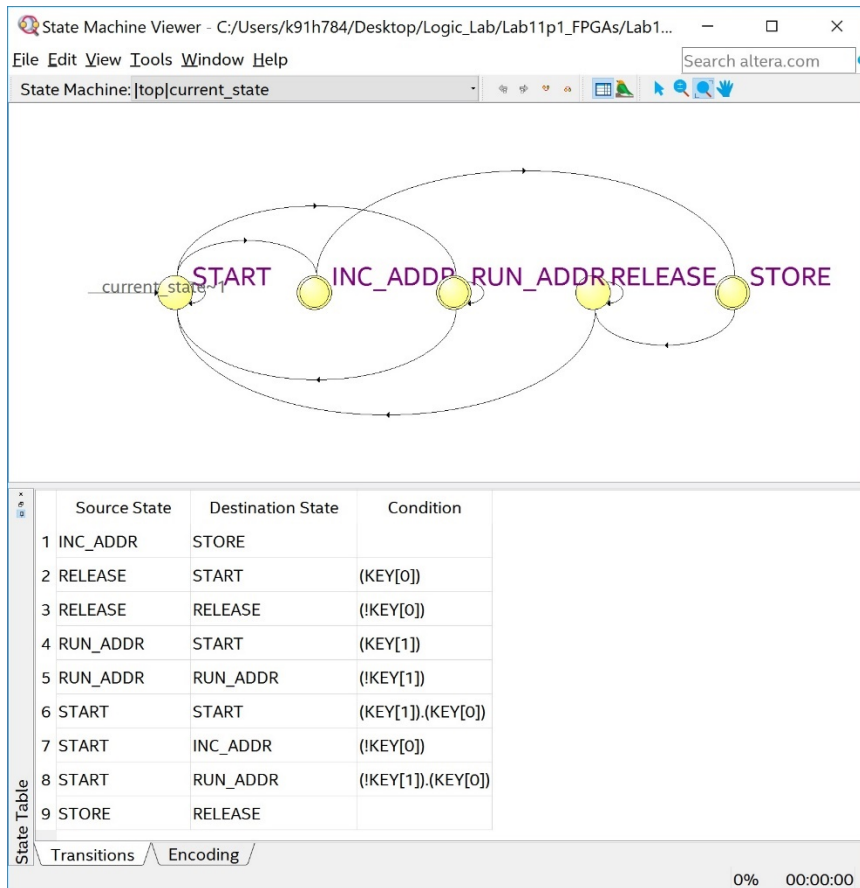 State Machine Viewer - C:/Users/k91h784/Desktop/Logic_Lab/Lab11p1_FPGAs/Lab1...
File Edit View Tools Window Help
Search altera.com
State Machine: |top|current_state
START INC_ADDR RUN_ADDR RELEASE STORE
current_state~1
Source State Destination State Condition
1 INC_ADDR STORE
2 RELEASE START (KEY[0])
3 RELEASE RELEASE (!KEY[0])
4 RUN_ADDR START (KEY[1])
5 RUN_ADDR RUN_ADDR (!KEY[1])
6 START START (KEY[1]).(KEY[0])
7 START INC_ADDR (!KEY[0])
8 START RUN_ADDR (!KEY[1]).(KEY[0])
9 STORE RELEASE
State Table
Transitions Encoding
0% 00:00:00